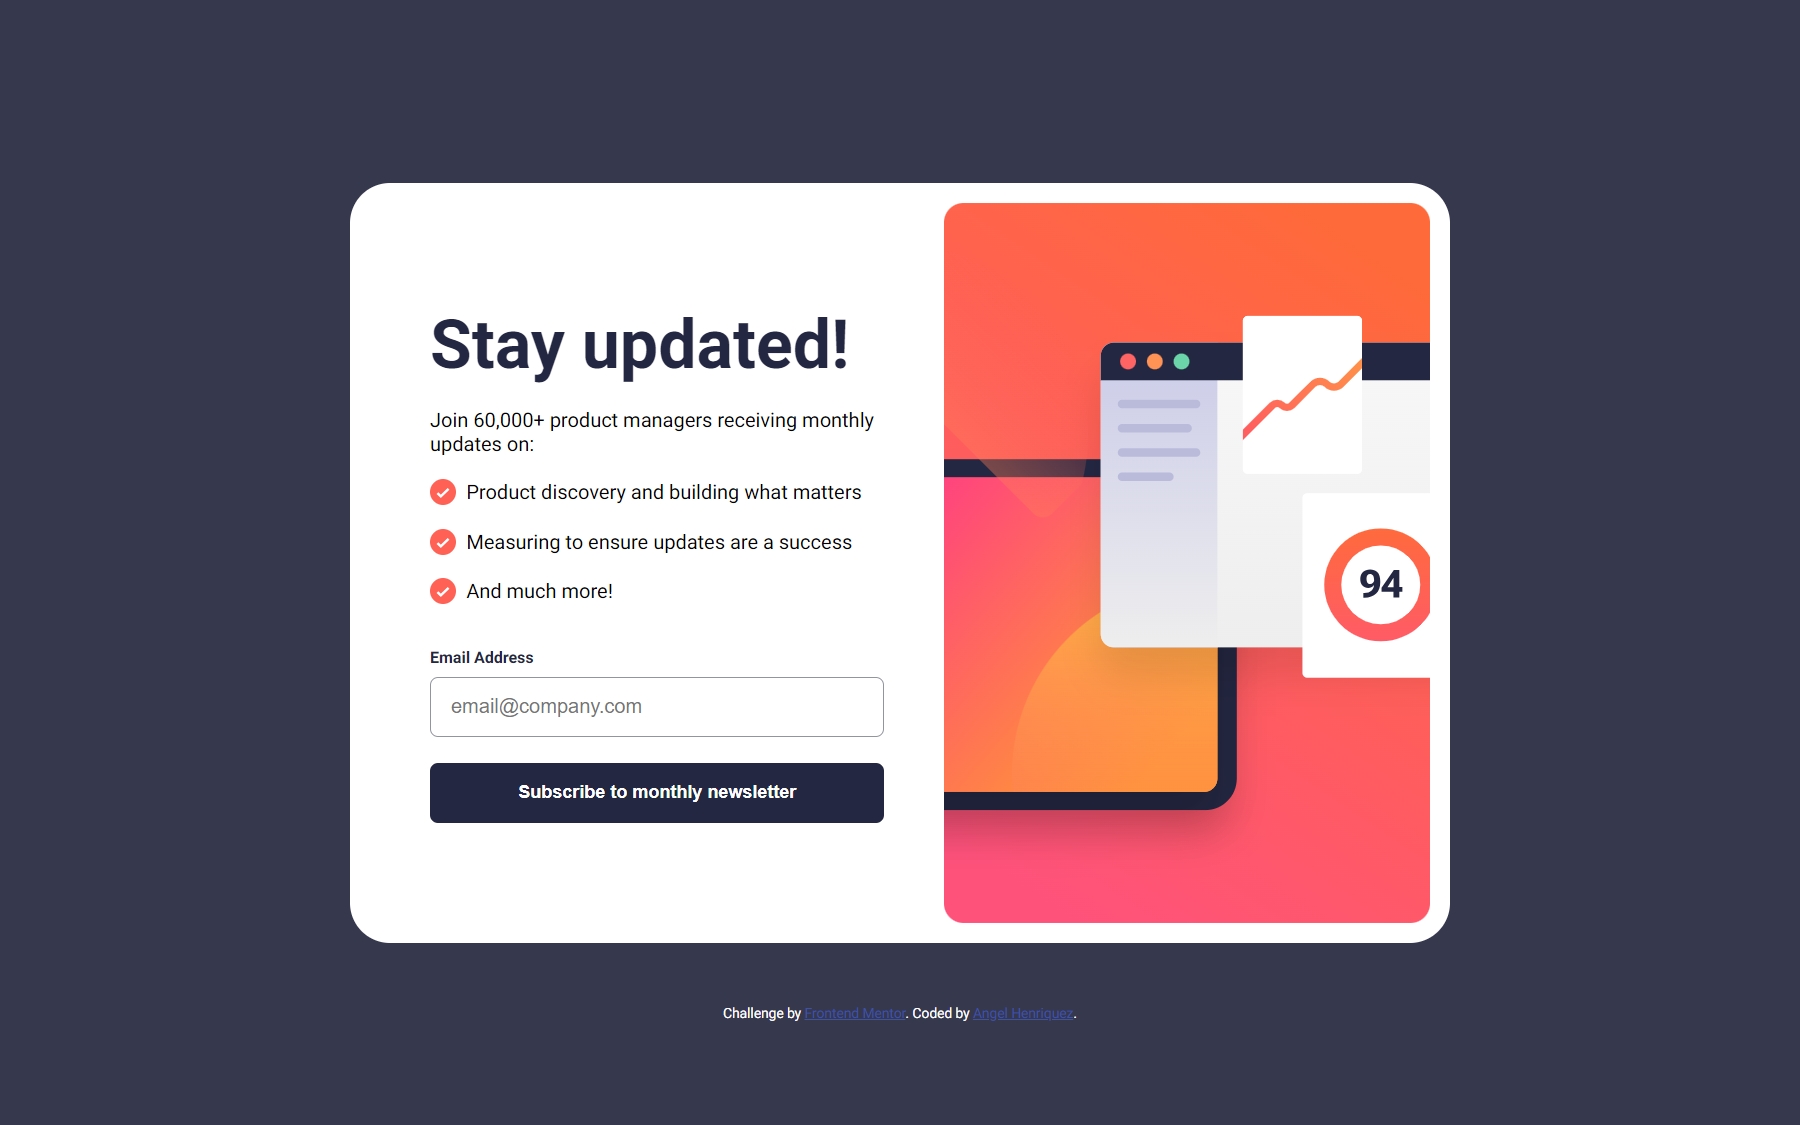 Stay updated!
Join 60,000+ product managers receiving monthly
updates on:
Product discovery and building what matters
Measuring to ensure updates are a success
And much more!
Email Address
email@company.com
Subscribe to monthly newsletter
94
Challenge by Frontend Mentor. Coded by Angel Henriquez.